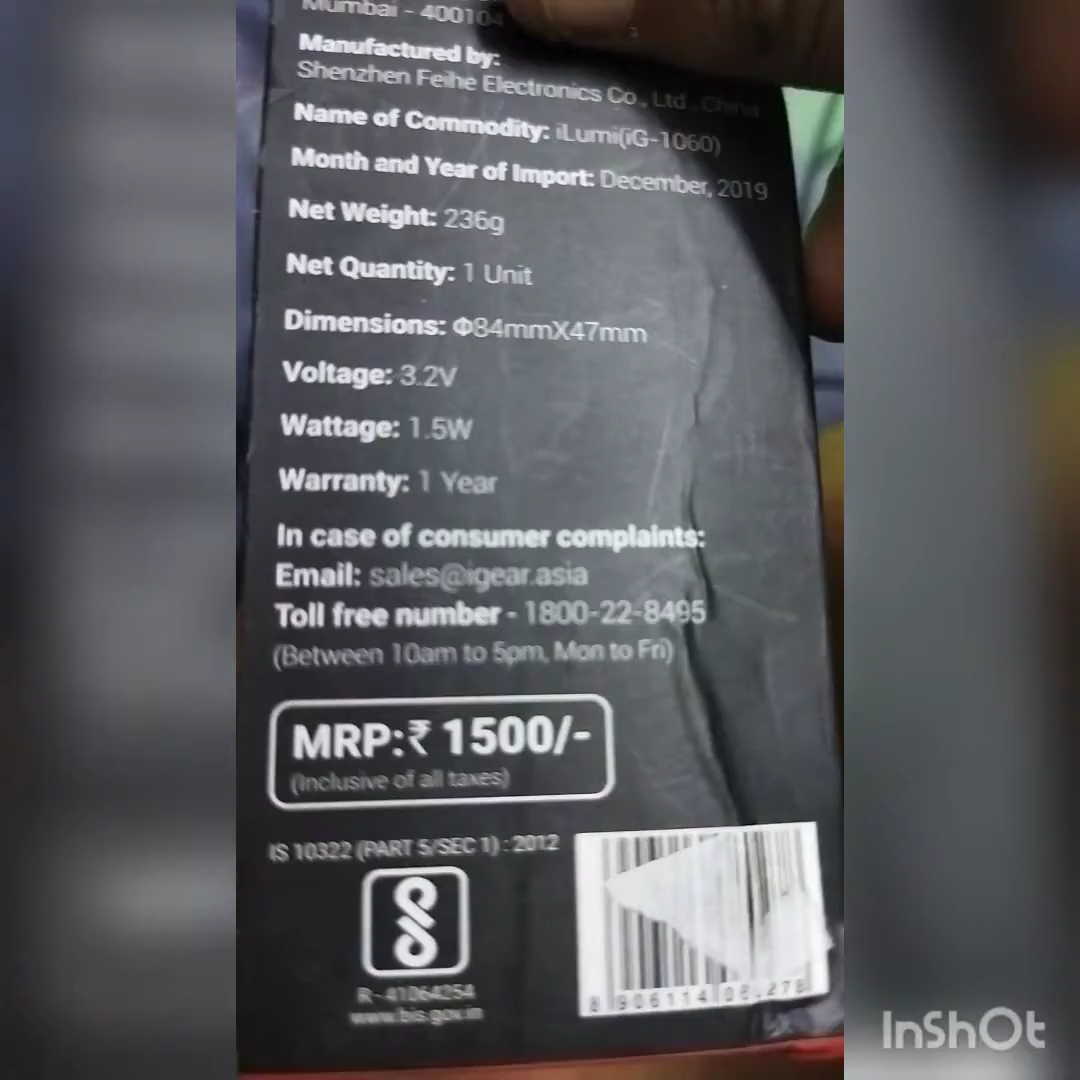 Mumbai - 400104
Manufactured by:
Shenzhen Feihe Electronics Co., Ltd., China
Name of Commodity: iLumi(iG-1060)
Month and Year of Import: December, 2019
Net Weight: 236g
Net Quantity: 1 Unit
Dimensions: Φ84mmX47mm
Voltage: 3.2V
Wattage: 1.5W
Warranty: 1 Year
In case of consumer complaints:
Email: sales@igear.asia
Toll free number - 1800-22-8495
(Between 10am to 5pm, Mon to Fri)
MRP:₹ 1500/-
(Inclusive of all taxes)
IS 10322 (PART 5/SEC 1) : 2012
R - 41064254
www.bis.gov.in
8 906114
InShOt